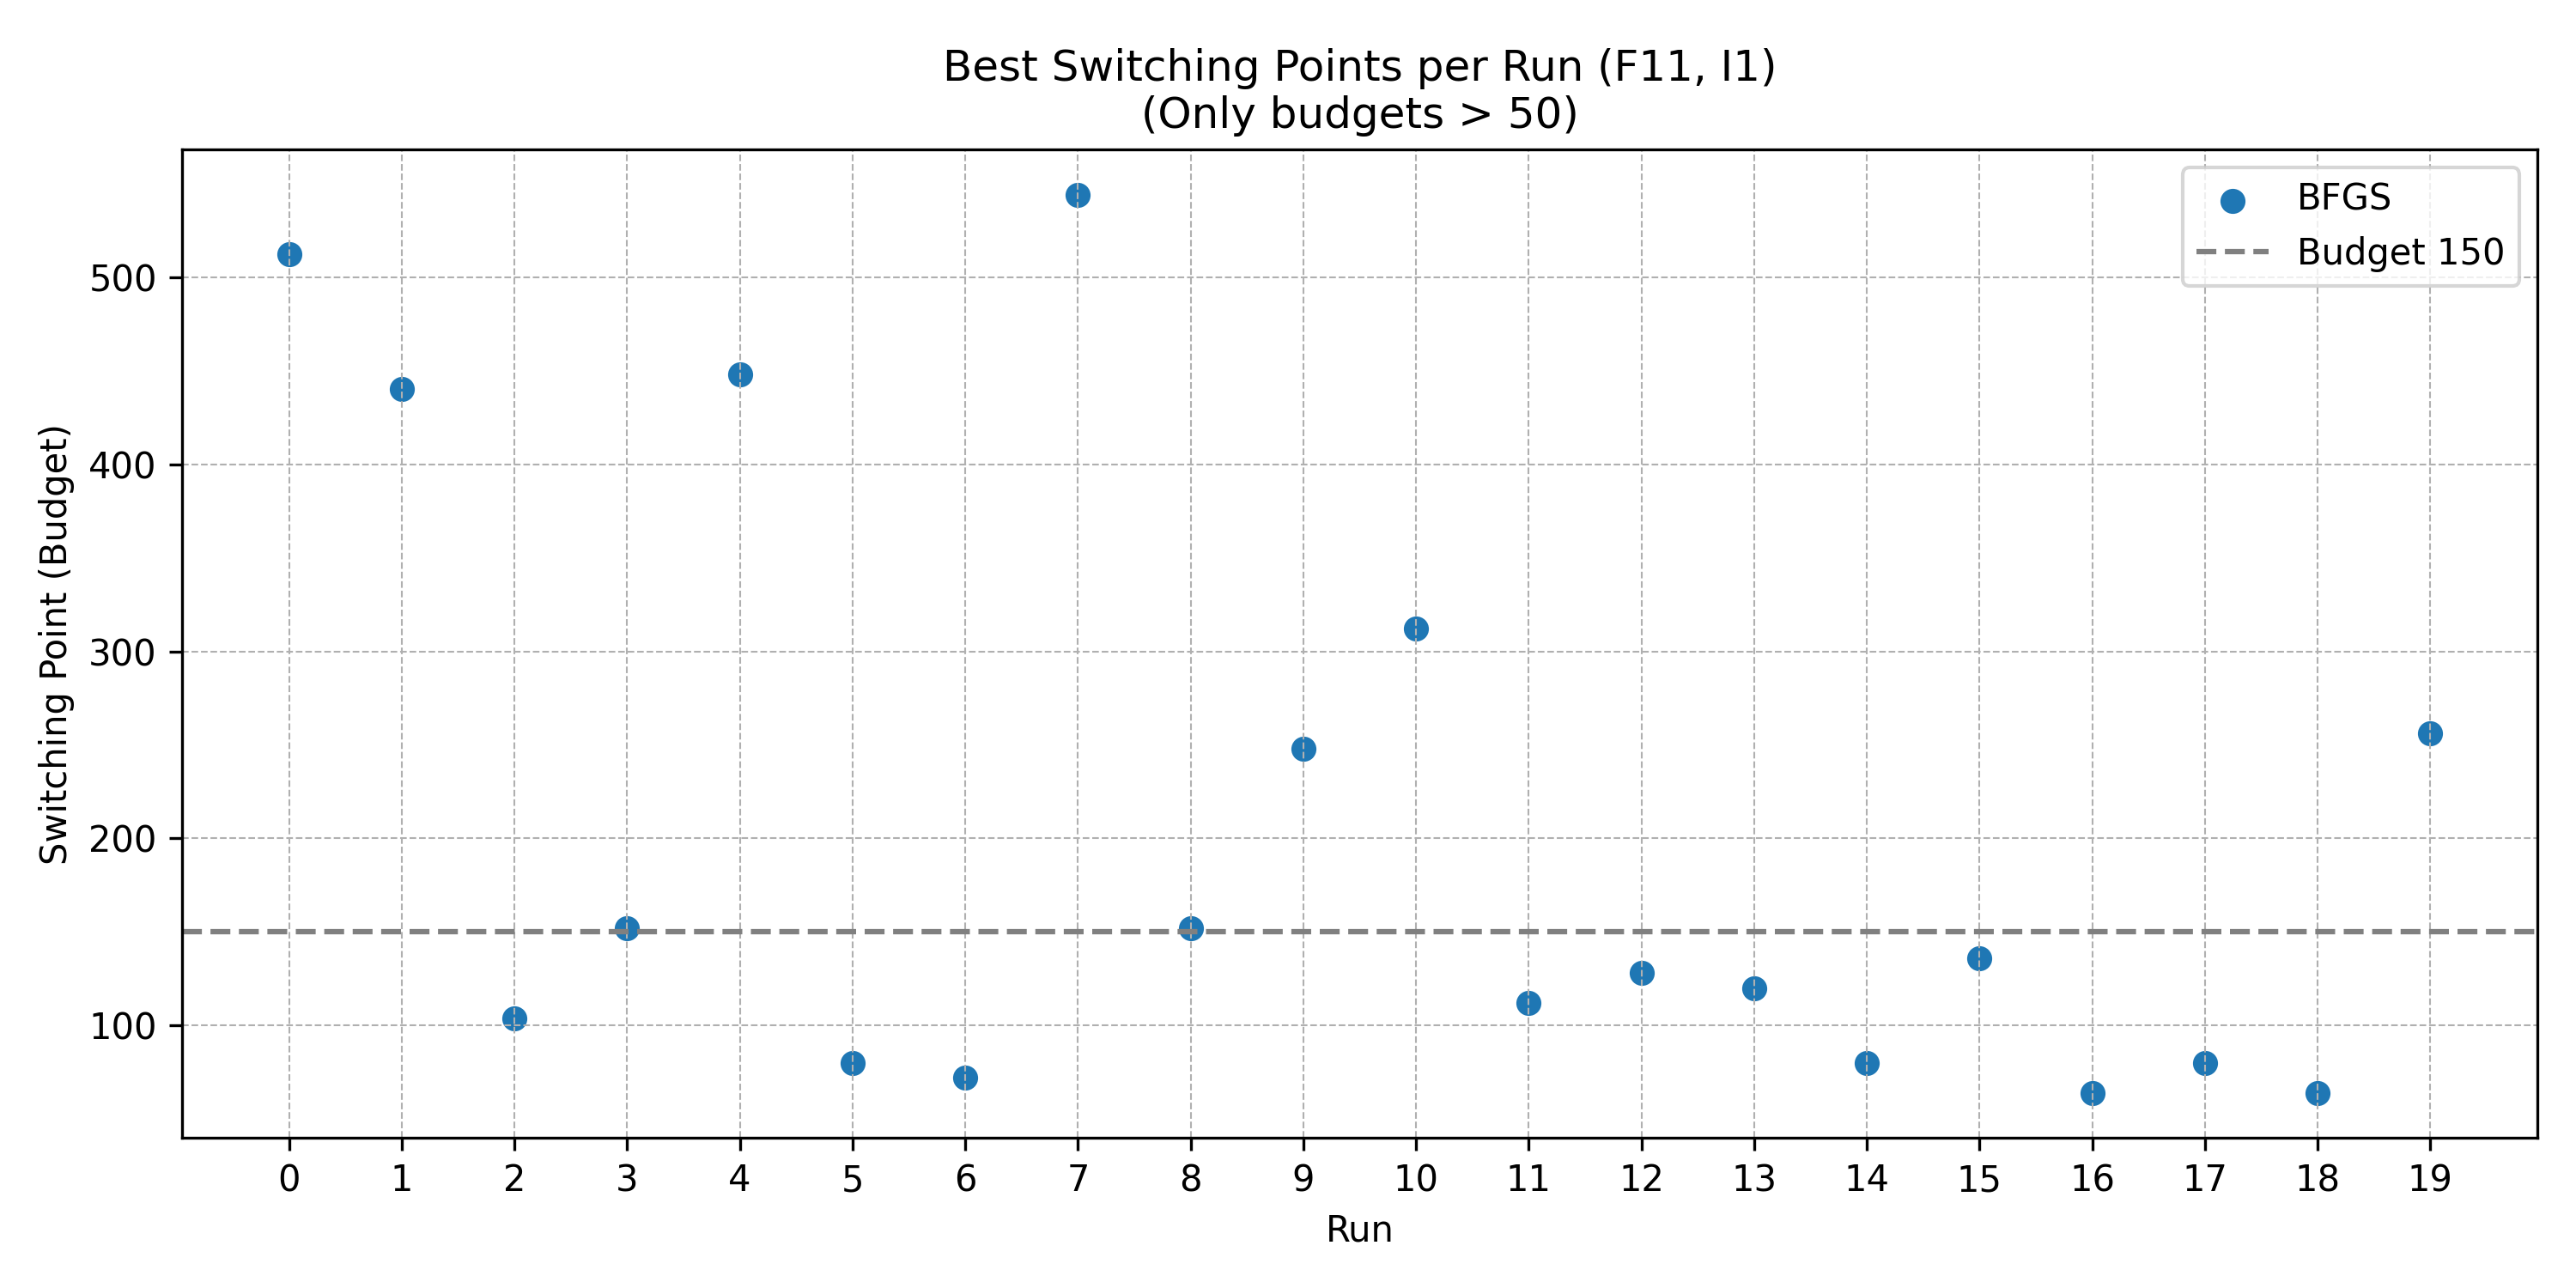 Best Switching Points per Run (F11, I1)
(Only budgets > 50)
BFGS
Budget 150
Switching Point (Budget)
500
400
300
200
100
0 1 2 3 4 5 6 7 8 9 10 11 12 13 14 15 16 17 18 19
Run